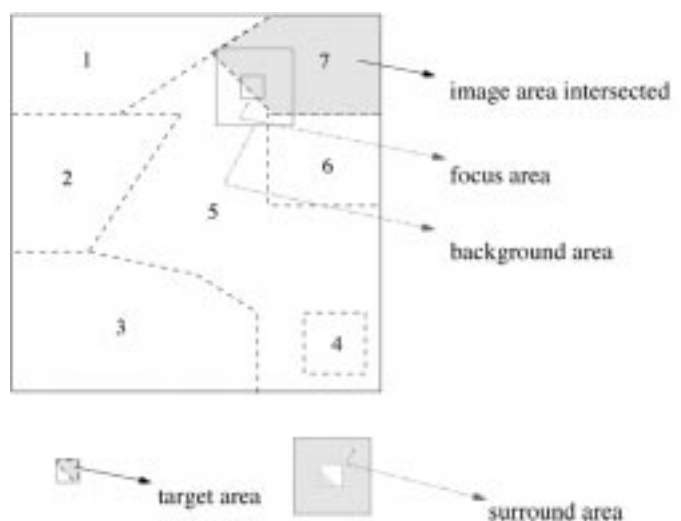 1
7
image area intersected
2
6
focus area
5
background area
3
4
target area
surround area